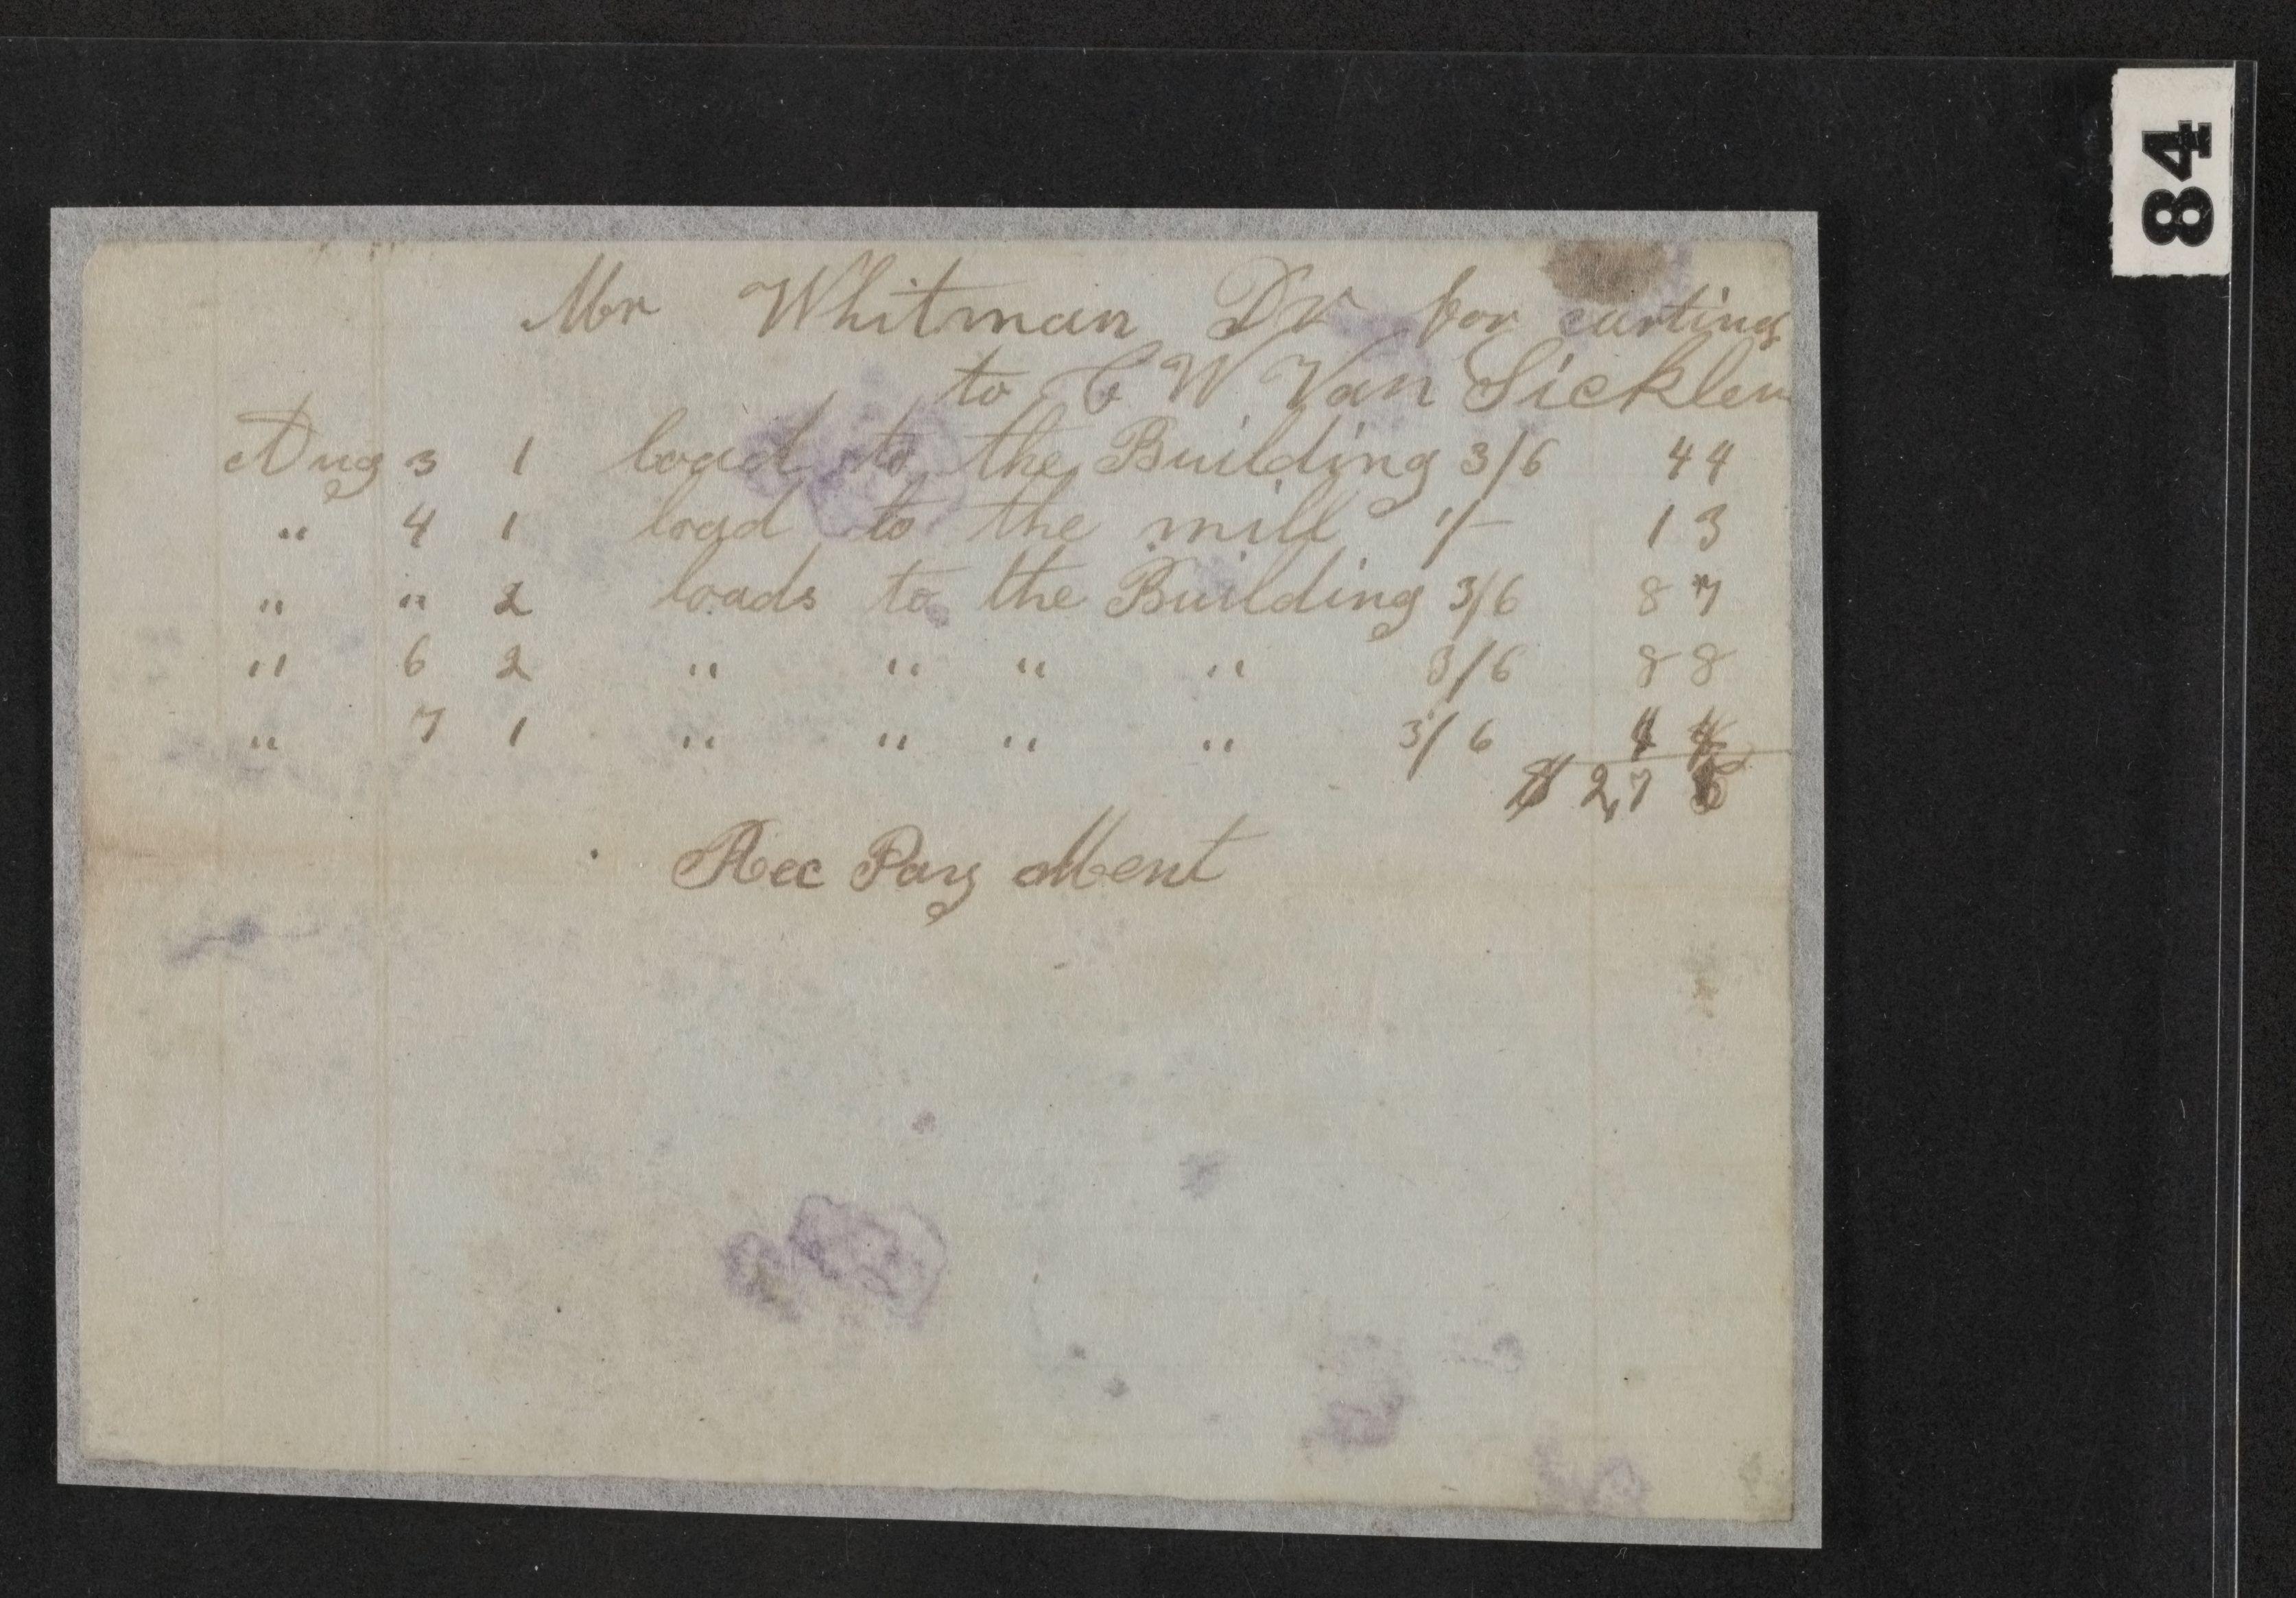 84
Mr Whitman Dr for carting
to C W Van Sicklen
Aug 3 1 load to the Building 3/6 44
" 4 1 load to the mill 1/- 13
" " 2 loads to the Building 3/6 87
" 6 2 " " " " 3/6 88
" 7 1 " " " " 3/6 44
$ 2,76
Rec Pay Ment